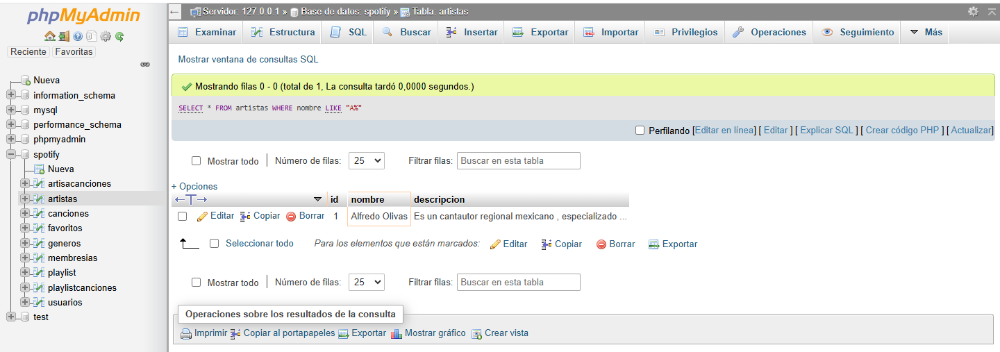 phpMyAdmin
Reciente Favoritas
Nueva
information_schema
mysql
performance_schema
phpmyadmin
spotify
Nueva
artisacanciones
artistas
canciones
favoritos
generos
membresias
playlist
playlistcanciones
usuarios
test
Servidor: 127.0.0.1 » Base de datos: spotify » Tabla: artistas
Examinar Estructura SQL Buscar Insertar Exportar Importar Privilegios Operaciones Seguimiento Más
Mostrar ventana de consultas SQL
Mostrando filas 0 - 0 (total de 1, La consulta tardó 0,0000 segundos.)
SELECT * FROM artistas WHERE nombre LIKE "A%"
Perfilando [Editar en línea] [ Editar ] [ Explicar SQL ] [ Crear código PHP ] [ Actualizar]
Mostrar todo | Número de filas: 25 Filtrar filas: Buscar en esta tabla
+ Opciones
←T→ id nombre descripcion
Editar Copiar Borrar 1 Alfredo Olivas Es un cantautor regional mexicano , especializado ...
Seleccionar todo Para los elementos que están marcados: Editar Copiar Borrar Exportar
Mostrar todo | Número de filas: 25 Filtrar filas: Buscar en esta tabla
Operaciones sobre los resultados de la consulta
Imprimir Copiar al portapapeles Exportar Mostrar gráfico Crear vista